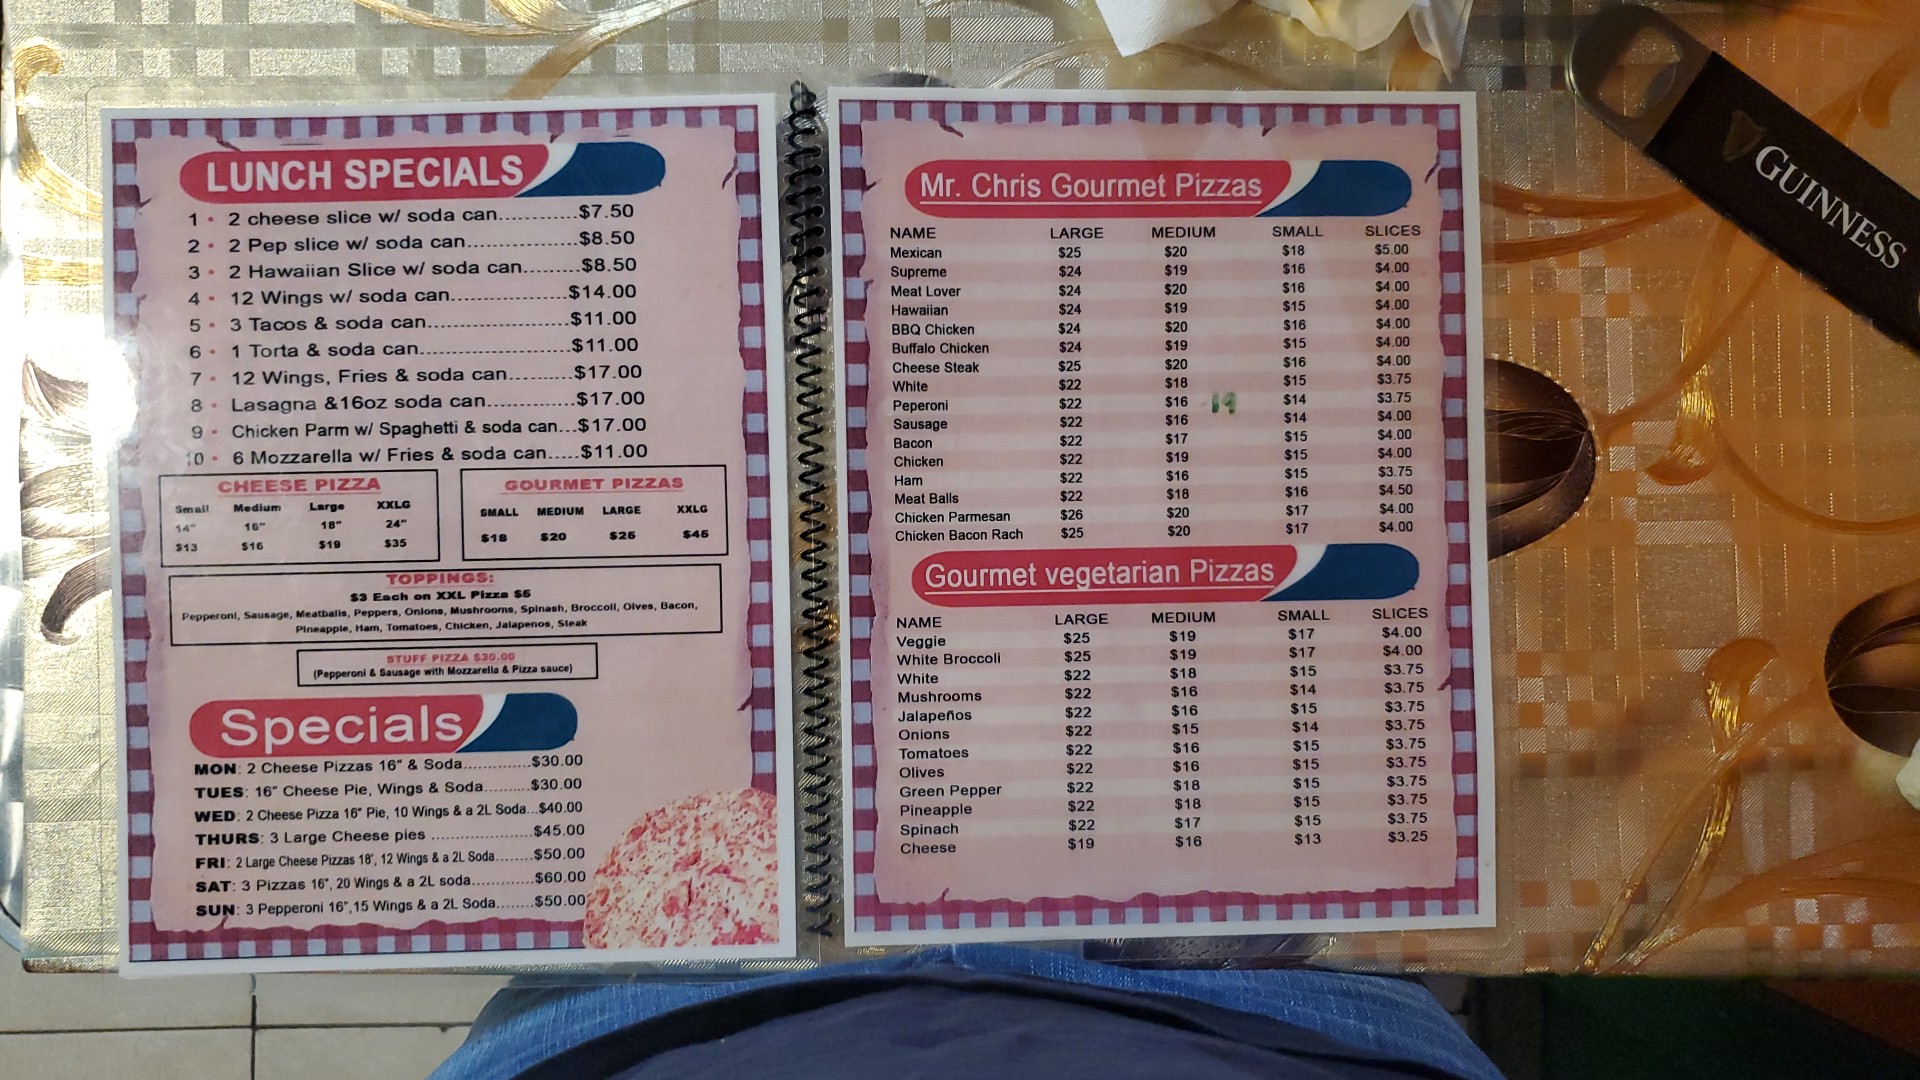 LUNCH SPECIALS
1 • 2 cheese slice w/ soda can............$7.50
2 • 2 Pep slice w/ soda can.................$8.50
3 • 2 Hawaiian Slice w/ soda can.........$8.50
4 • 12 Wings w/ soda can..................$14.00
5 • 3 Tacos & soda can......................$11.00
6 • 1 Torta & soda can........................$11.00
7 • 12 Wings, Fries & soda can..........$17.00
8 • Lasagna &16oz soda can..............$17.00
9 • Chicken Parm w/ Spaghetti & soda can...$17.00
10 • 6 Mozzarella w/ Fries & soda can.....$11.00
CHEESE PIZZA
Small Medium Large XXLG
14" 16" 18" 24"
$13 $16 $19 $35
GOURMET PIZZAS
SMALL MEDIUM LARGE XXLG
$18 $20 $25 $45
TOPPINGS:
$3 Each on XXL Pizza $5
Pepperoni, Sausage, Meatballs, Peppers, Onions, Mushrooms, Spinash, Broccoli, Olves, Bacon,
Pineapple, Ham, Tomatoes, Chicken, Jalapenos, Steak
STUFF PIZZA $30.00
(Pepperoni & Sausage with Mozzarella & Pizza sauce)
Specials
MON: 2 Cheese Pizzas 16" & Soda..............$30.00
TUES: 16" Cheese Pie, Wings & Soda..........$30.00
WED: 2 Cheese Pizza 16" Pie, 10 Wings & a 2L Soda...$40.00
THURS: 3 Large Cheese pies ...................$45.00
FRI: 2 Large Cheese Pizzas 18', 12 Wings & a 2L Soda........$50.00
SAT: 3 Pizzas 16", 20 Wings & a 2L soda.............$60.00
SUN: 3 Pepperoni 16",15 Wings & a 2L Soda.......$50.00
Mr. Chris Gourmet Pizzas
NAME LARGE MEDIUM SMALL SLICES
Mexican $25 $20 $18 $5.00
Supreme $24 $19 $16 $4.00
Meat Lover $24 $20 $16 $4.00
Hawaiian $24 $19 $15 $4.00
BBQ Chicken $24 $20 $16 $4.00
Buffalo Chicken $24 $19 $15 $4.00
Cheese Steak $25 $20 $16 $4.00
White $22 $18 $15 $3.75
Peperoni $22 $16 19 $14 $3.75
Sausage $22 $16 $14 $4.00
Bacon $22 $17 $15 $4.00
Chicken $22 $19 $15 $4.00
Ham $22 $16 $15 $3.75
Meat Balls $22 $18 $16 $4.50
Chicken Parmesan $26 $20 $17 $4.00
Chicken Bacon Rach $25 $20 $17 $4.00
Gourmet vegetarian Pizzas
NAME LARGE MEDIUM SMALL SLICES
Veggie $25 $19 $17 $4.00
White Broccoli $25 $19 $17 $4.00
White $22 $18 $15 $3.75
Mushrooms $22 $16 $14 $3.75
Jalapeños $22 $16 $15 $3.75
Onions $22 $15 $14 $3.75
Tomatoes $22 $16 $15 $3.75
Olives $22 $16 $15 $3.75
Green Pepper $22 $18 $15 $3.75
Pineapple $22 $18 $15 $3.75
Spinach $22 $17 $15 $3.75
Cheese $19 $16 $13 $3.25
GUINNESS